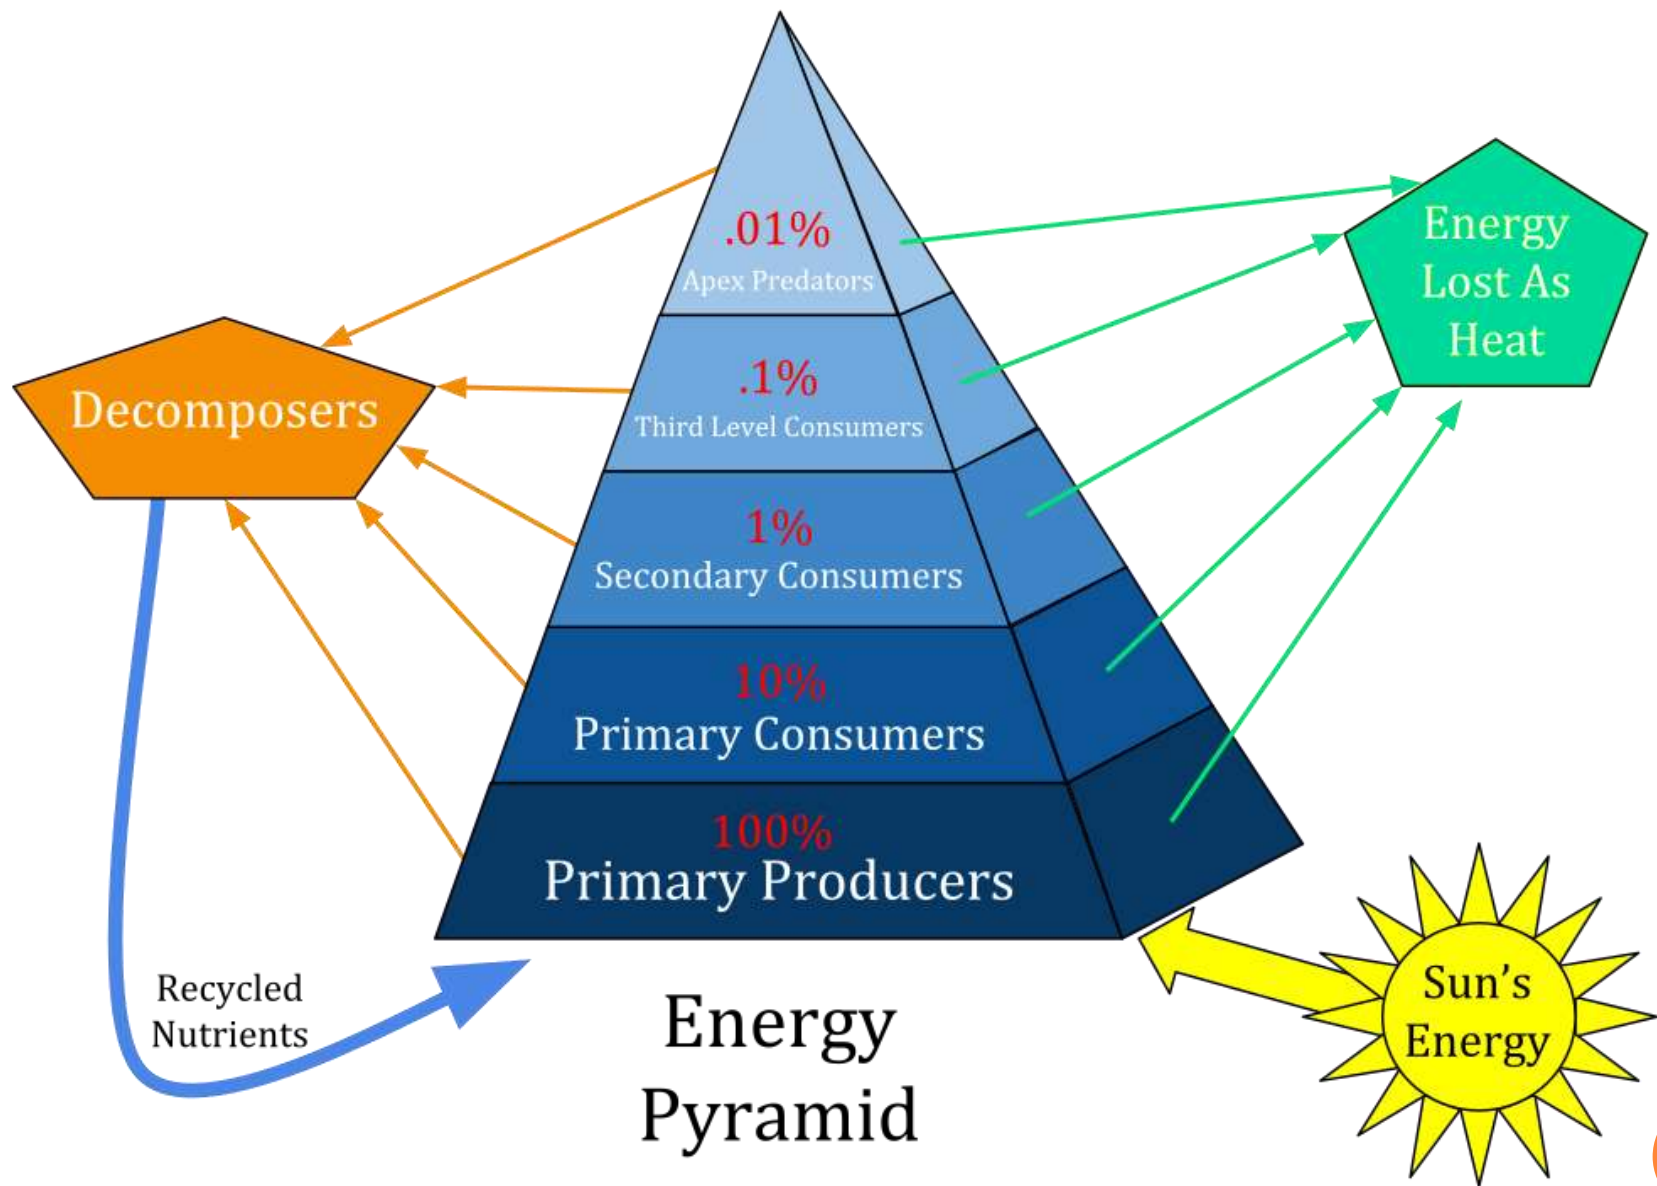 .01%
Apex Predators
.1%
Third Level Consumers
1%
Secondary Consumers
10%
Primary Consumers
100%
Primary Producers
Decomposers
Energy
Lost As
Heat
Recycled
Nutrients
Sun's
Energy
Energy
Pyramid